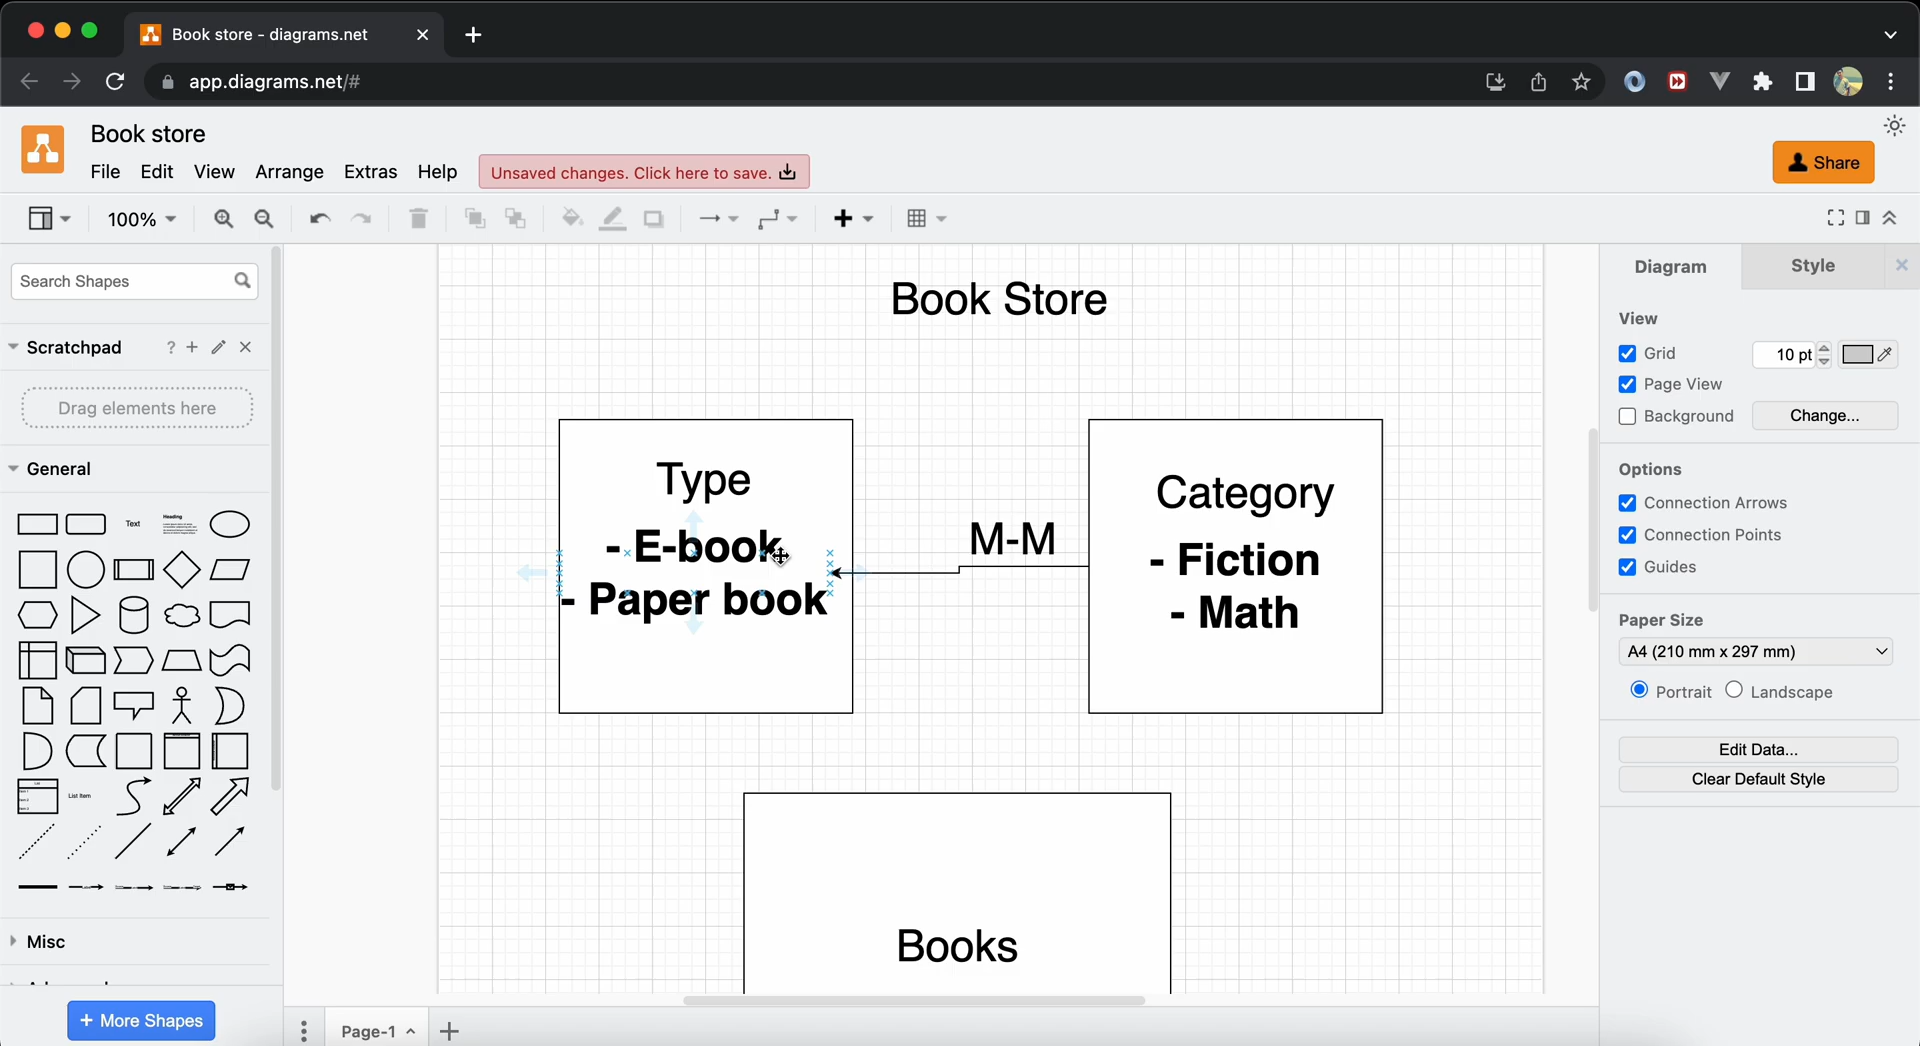 Book store - diagrams.net
app.diagrams.net/#
Book store
File Edit View Arrange Extras Help Unsaved changes. Click here to save.
Share
100%
Search Shapes
Scratchpad ?
Drag elements here
General
Text
Heading
List Item
Misc
+ More Shapes
Page-1
Book Store
Type
- E-book
- Paper book
M-M
Category
- Fiction
- Math
Books
Diagram Style
View
Grid 10 pt
Page View
Background Change...
Options
Connection Arrows
Connection Points
Guides
Paper Size
A4 (210 mm x 297 mm)
Portrait Landscape
Edit Data...
Clear Default Style